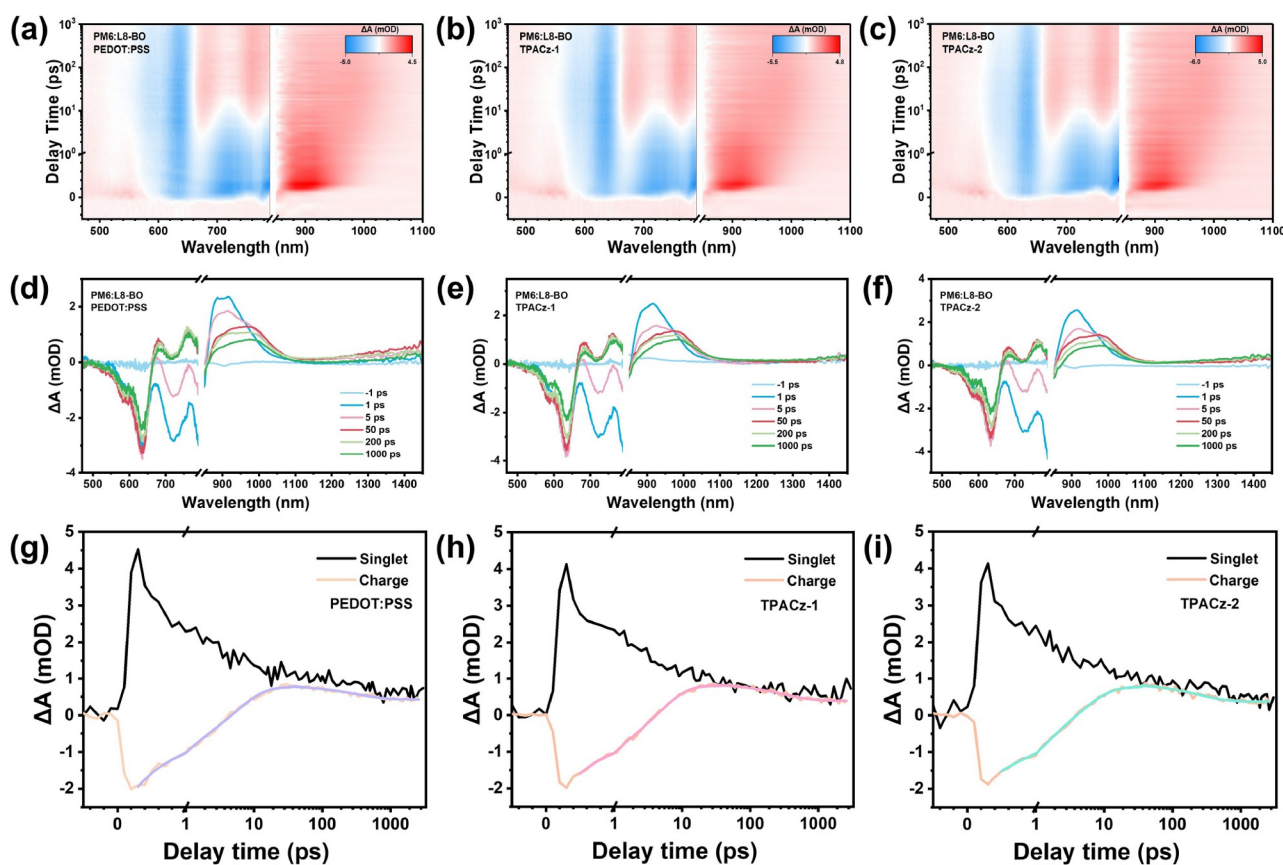 (a)
PM6:L8-BO
PEDOT:PSS
ΔA (mOD)
-5.0 4.5
10³
10²
10¹
10⁰
0
Delay Time (ps)
500 600 700 900 1000 1100
Wavelength (nm)
(b)
PM6:L8-BO
TPACz-1
ΔA (mOD)
-5.5 4.8
10³
10²
10¹
10⁰
0
Delay Time (ps)
500 600 700 900 1000 1100
Wavelength (nm)
(c)
PM6:L8-BO
TPACz-2
ΔA (mOD)
-6.0 5.0
10³
10²
10¹
10⁰
0
Delay Time (ps)
500 600 700 900 1000 1100
Wavelength (nm)
(d)
PM6:L8-BO
PEDOT:PSS
2
0
-2
-4
ΔA (mOD)
-1 ps
1 ps
5 ps
50 ps
200 ps
1000 ps
500 600 700 900 1000 1100 1200 1300 1400
Wavelength (nm)
(e)
PM6:L8-BO
TPACz-1
2
0
-2
-4
ΔA (mOD)
-1 ps
1 ps
5 ps
50 ps
200 ps
1000 ps
500 600 700 900 1000 1100 1200 1300 1400
Wavelength (nm)
(f)
PM6:L8-BO
TPACz-2
4
2
0
-2
-4
ΔA (mOD)
-1 ps
1 ps
5 ps
50 ps
200 ps
1000 ps
500 600 700 900 1000 1100 1200 1300 1400
Wavelength (nm)
(g)
Singlet
Charge
PEDOT:PSS
5
4
3
2
1
0
-1
-2
ΔA (mOD)
0 1 10 100 1000
Delay time (ps)
(h)
Singlet
Charge
TPACz-1
5
4
3
2
1
0
-1
-2
ΔA (mOD)
0 1 10 100 1000
Delay time (ps)
(i)
Singlet
Charge
TPACz-2
5
4
3
2
1
0
-1
-2
ΔA (mOD)
0 1 10 100 1000
Delay time (ps)